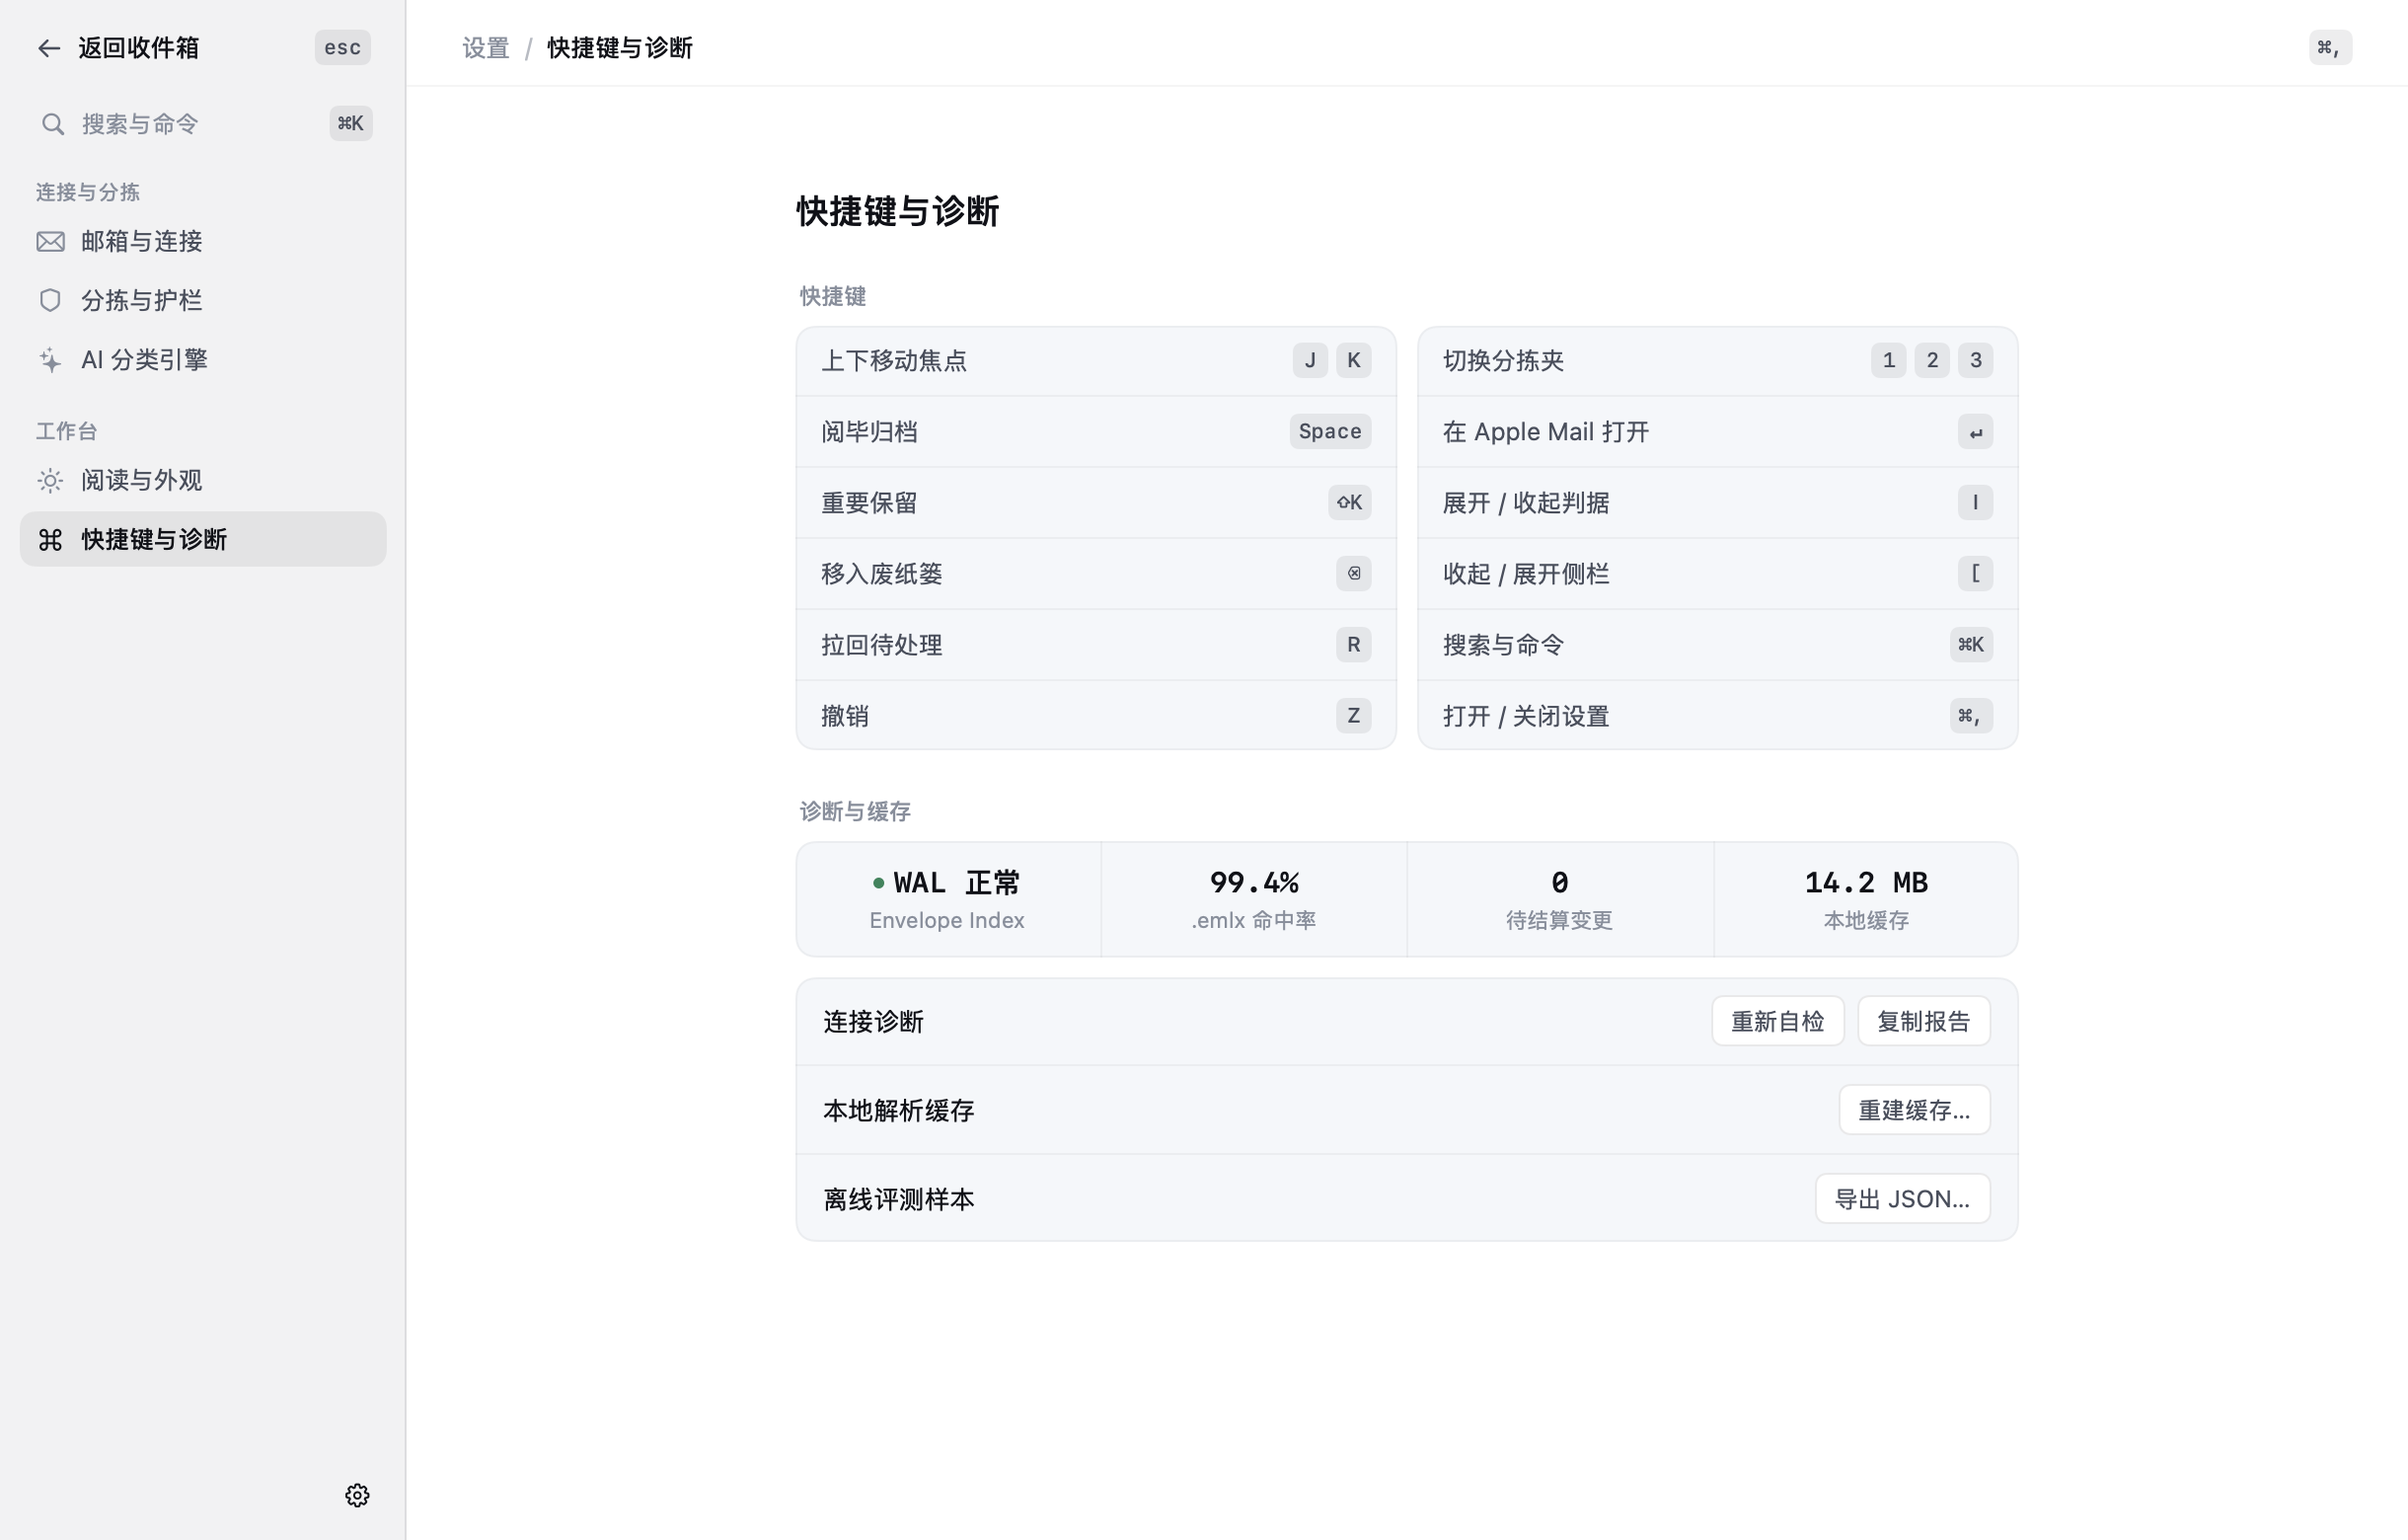 返回收件箱 esc
搜索与命令 ⌘K
连接与分拣
邮箱与连接
分拣与护栏
AI 分类引擎
工作台
阅读与外观
快捷键与诊断
设置 / 快捷键与诊断 ⌘,
快捷键与诊断
快捷键
上下移动焦点 J K
阅毕归档 Space
重要保留 ⇧K
移入废纸篓 ⌫
拉回待处理 R
撤销 Z
切换分拣夹 1 2 3
在 Apple Mail 打开 ↵
展开 / 收起判据 I
收起 / 展开侧栏 [
搜索与命令 ⌘K
打开 / 关闭设置 ⌘,
诊断与缓存
WAL 正常
Envelope Index
99.4%
.emlx 命中率
0
待结算变更
14.2 MB
本地缓存
连接诊断 重新自检 复制报告
本地解析缓存 重建缓存...
离线评测样本 导出 JSON...